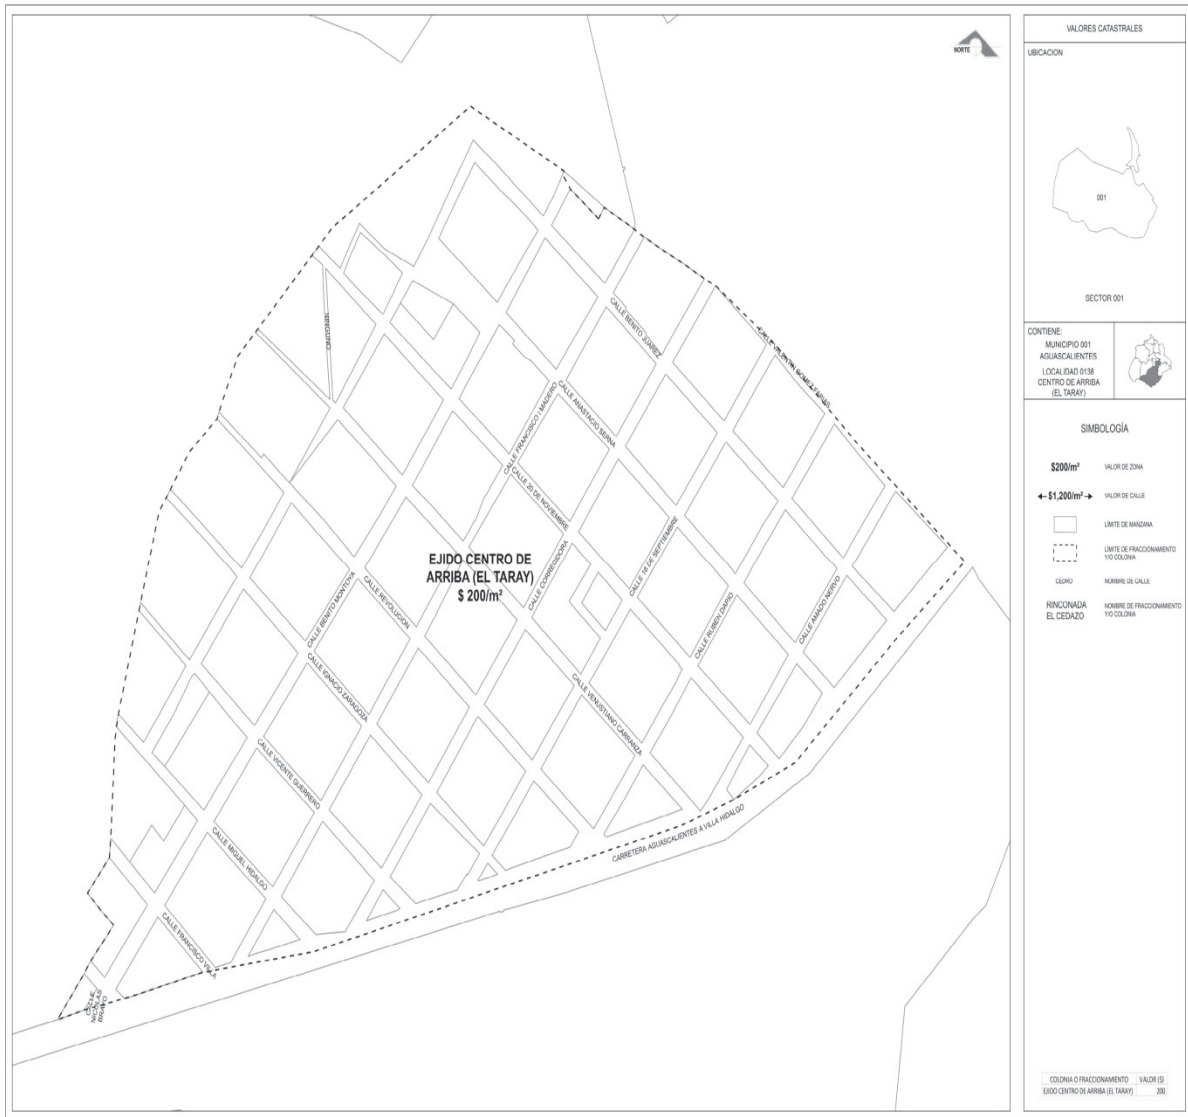 NORTE
NINGUNO
CALLE BENITO JUAREZ
CALLE VALENTIN GOMEZ FARIAS
CALLE ANASTACIO SERNA
CALLE FRANCISCO I MADERO
CALLE 20 DE NOVIEMBRE
CALLE 16 DE SEPTIEMBRE
CALLE CORREGIDORA
EJIDO CENTRO DE
ARRIBA (EL TARAY)
$ 200/m²
CALLE BENITO MONTOYA
CALLE REVOLUCION
CALLE RUBEN DARIO
CALLE AMADO NERVO
CALLE IGNACIO ZARAGOZA
CALLE VENUSTIANO CARRANZA
CALLE VICENTE GUERRERO
CALLE MIGUEL HIDALGO
CARRETERA AGUASCALIENTES A VILLA HIDALGO
CALLE FRANCISCO VILLA
CALLE
NICOLAS
BRAVO
VALORES CATASTRALES
UBICACION
001
SECTOR 001
CONTIENE:
MUNICIPIO 001
AGUASCALIENTES
LOCALIDAD 0138
CENTRO DE ARRIBA
(EL TARAY)
SIMBOLOGÍA
$200/m² VALOR DE ZONA
$1,200/m² VALOR DE CALLE
LÍMITE DE MANZANA
LÍMITE DE FRACCIONAMIENTO
Y/O COLONIA
CEDRO NOMBRE DE CALLE
RINCONADA
EL CEDAZO
NOMBRE DE FRACCIONAMIENTO
Y/O COLONIA
COLONIA O FRACCIONAMIENTO VALOR ($)
EJIDO CENTRO DE ARRIBA (EL TARAY) 200